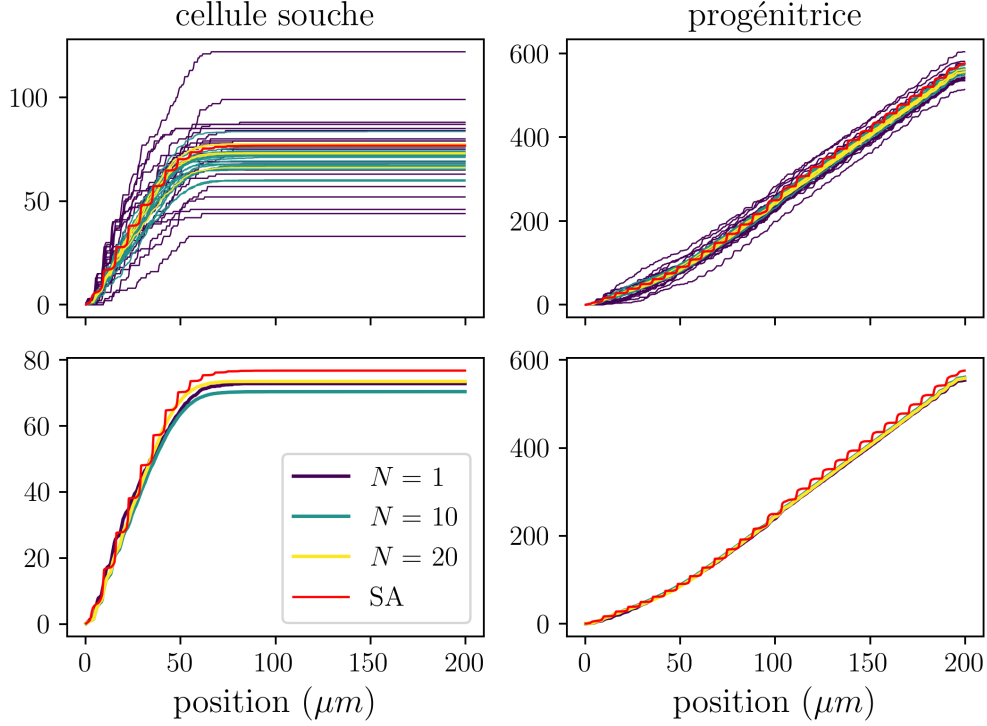 cellule souche
progénitrice
100
50
0
600
400
200
0
80
60
40
20
0
N = 1
N = 10
N = 20
SA
600
400
200
0
0 50 100 150 200
0 50 100 150 200
position (μm)
position (μm)